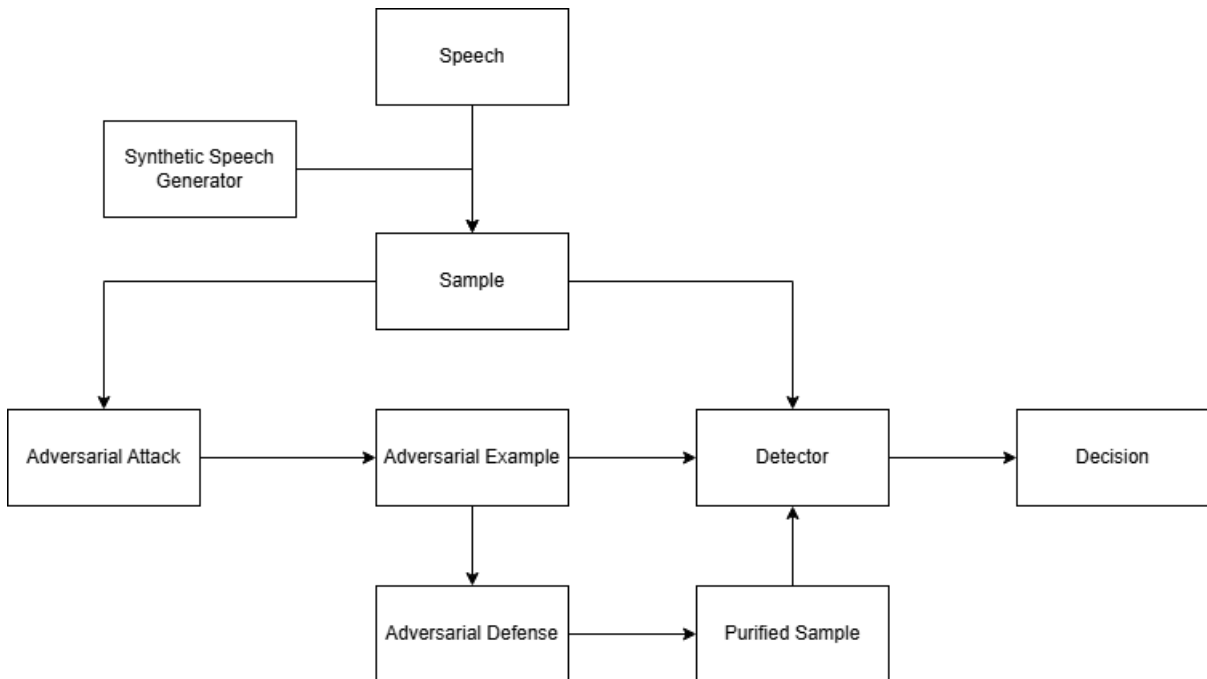 Speech
Synthetic Speech
Generator
Sample
Adversarial Attack
Adversarial Example
Detector
Decision
Adversarial Defense
Purified Sample